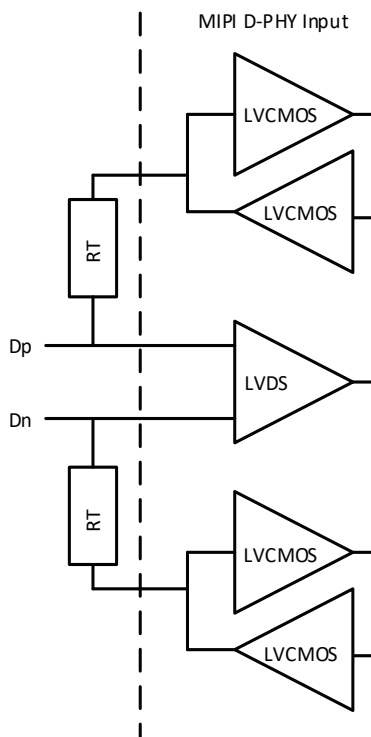 MIPI D-PHY Input
LVCMOS
LVCMOS
RT
Dp
LVDS
Dn
RT
LVCMOS
LVCMOS